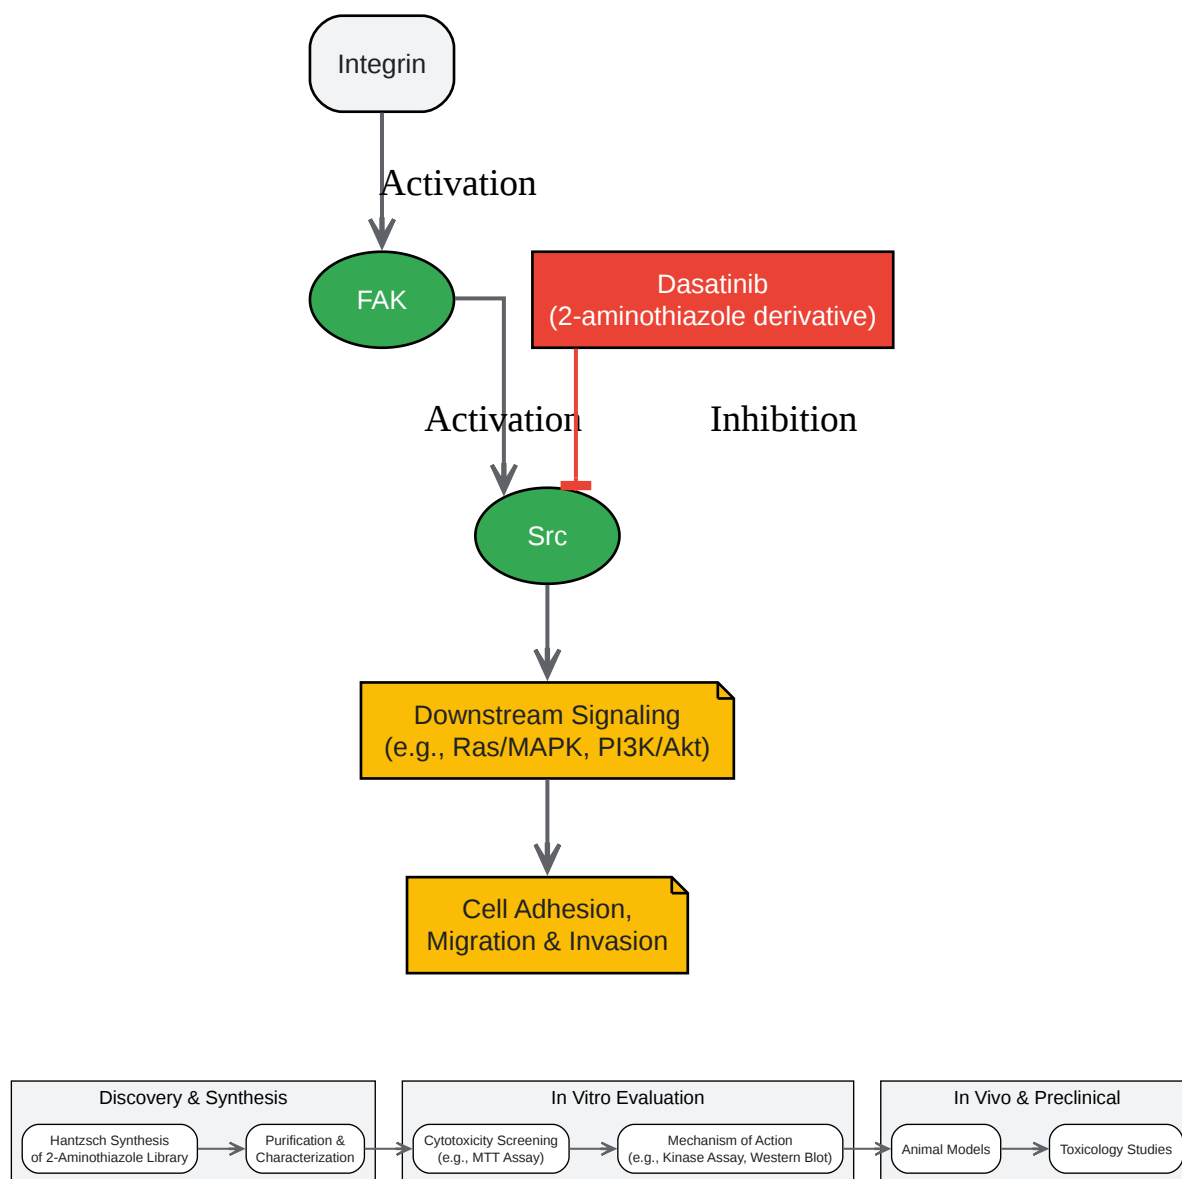 Integrin
Activation
FAK
Dasatinib
(2-aminothiazole derivative)
Activation
Inhibition
Src
Downstream Signaling
(e.g., Ras/MAPK, PI3K/Akt)
Cell Adhesion,
Migration & Invasion
Discovery & Synthesis
Hantzsch Synthesis
of 2-Aminothiazole Library
Purification &
Characterization
In Vitro Evaluation
Cytotoxicity Screening
(e.g., MTT Assay)
Mechanism of Action
(e.g., Kinase Assay, Western Blot)
In Vivo & Preclinical
Animal Models
Toxicology Studies